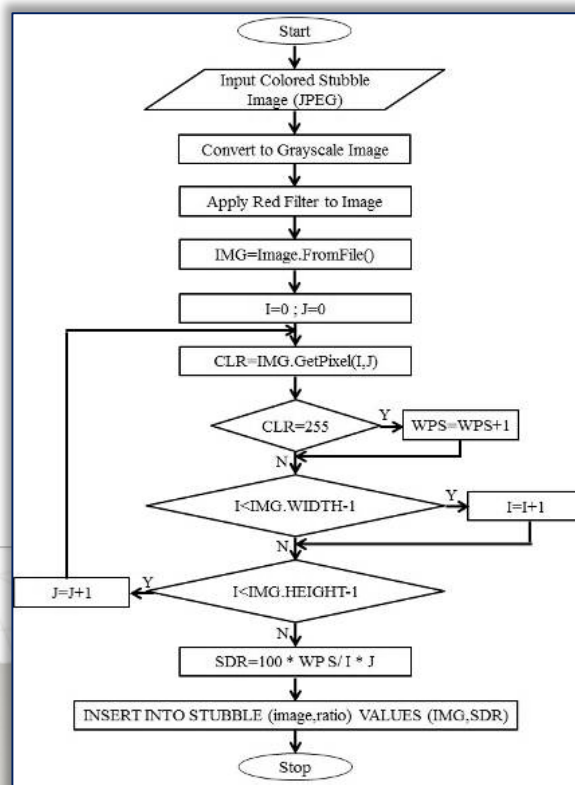 Start
Input Colored Stubble
Image (JPEG)
Convert to Grayscale Image
Apply Red Filter to Image
IMG=Image.FromFile()
I=0 ; J=0
CLR=IMG.GetPixel(I,J)
CLR=255
Y
WPS=WPS+1
N
I<IMG.WIDTH-1
Y
I=I+1
N
I<IMG.HEIGHT-1
Y
J=J+1
N
SDR=100 * WPS/ I * J
INSERT INTO STUBBLE (image,ratio) VALUES (IMG,SDR)
Stop